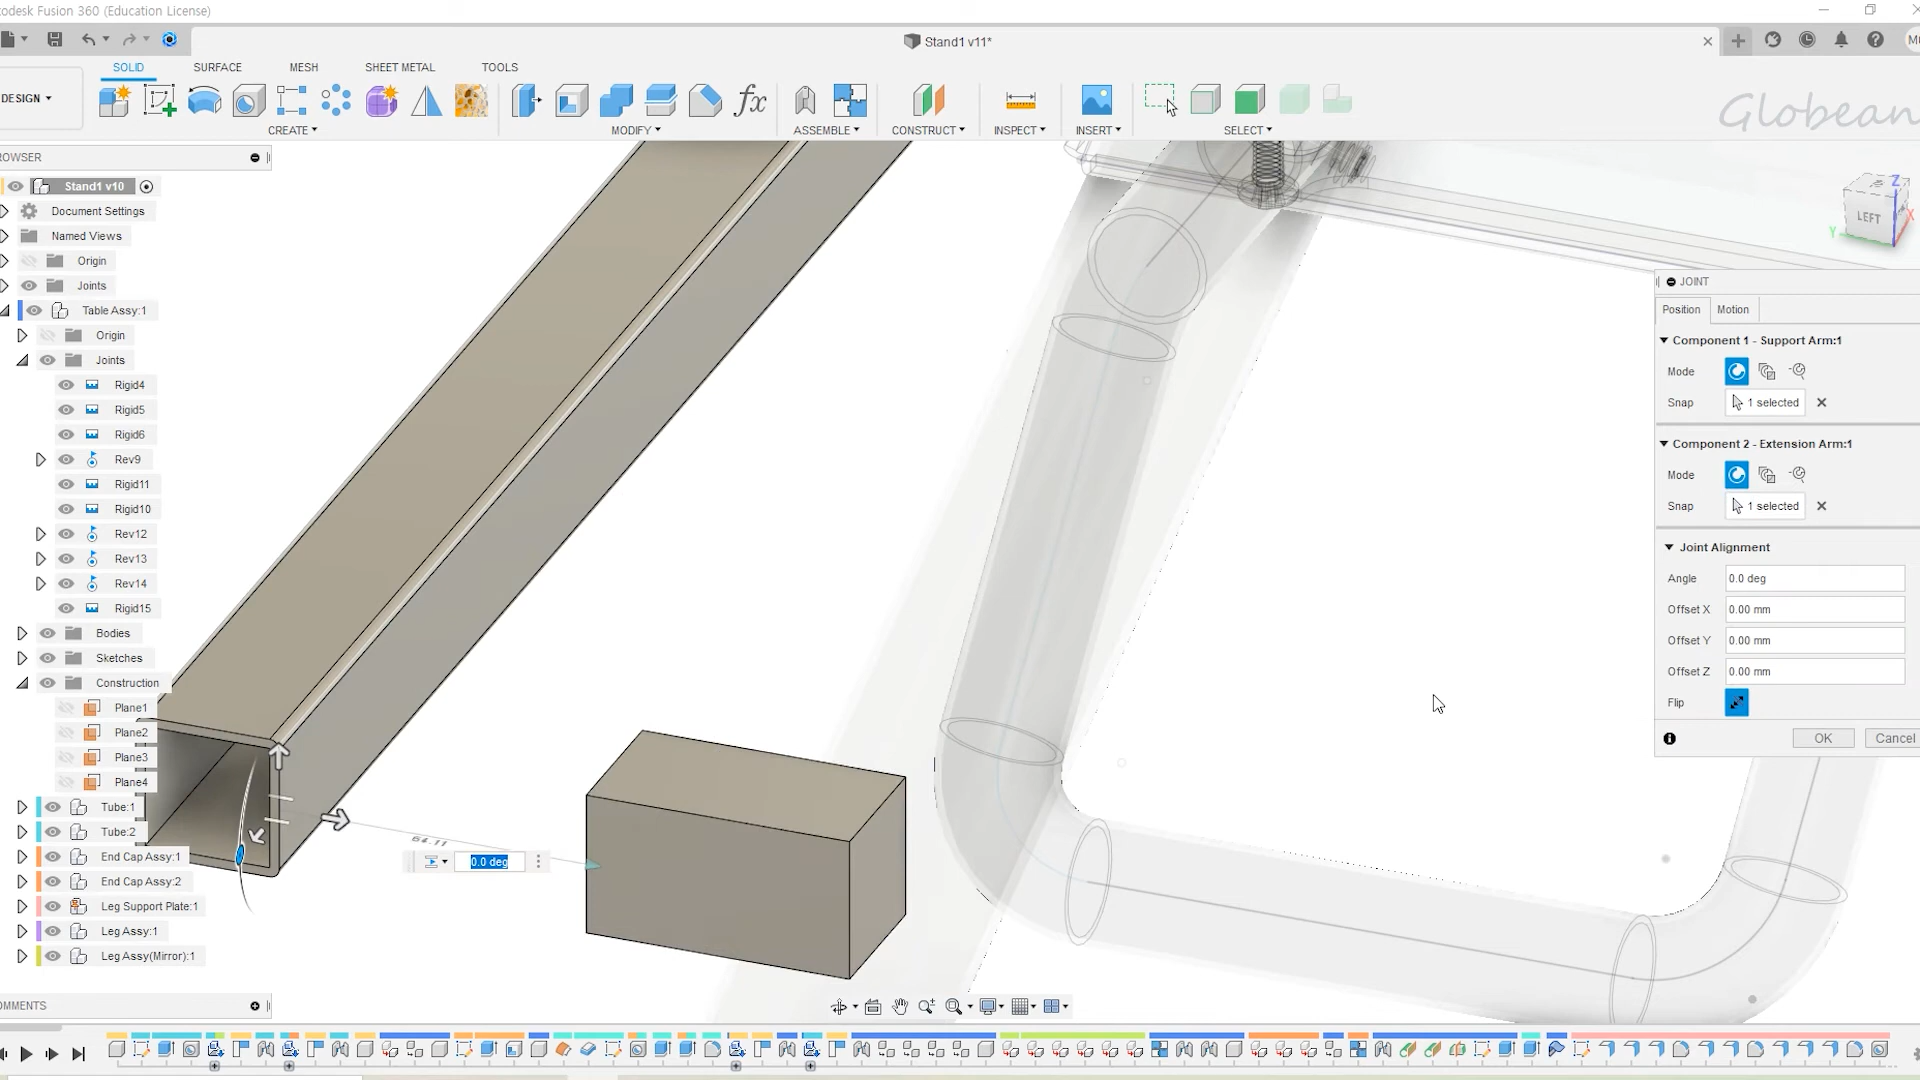 todesk Fusion 360 (Education License)
Stand1 v11*
DESIGN
SOLID
SURFACE
MESH
SHEET METAL
TOOLS
fx
CREATE
MODIFY
ASSEMBLE
CONSTRUCT
INSPECT
INSERT
SELECT
Globean
ROWSER
Stand1 v10
Document Settings
Named Views
Origin
Joints
Table Assy:1
Origin
Joints
Rigid4
Rigid5
Rigid6
Rev9
Rigid11
Rigid10
Rev12
Rev13
Rev14
Rigid15
Bodies
Sketches
Construction
Plane1
Plane2
Plane3
Plane4
Tube:1
Tube:2
End Cap Assy:1
End Cap Assy:2
Leg Support Plate:1
Leg Assy:1
Leg Assy(Mirror):1
OMMENTS
0.0 deg
Z
LEFT
X
Y
JOINT
Position
Motion
Component 1 - Support Arm:1
Mode
Snap
1 selected
Component 2 - Extension Arm:1
Mode
Snap
1 selected
Joint Alignment
Angle
0.0 deg
Offset X
0.00 mm
Offset Y
0.00 mm
Offset Z
0.00 mm
Flip
OK
Cancel